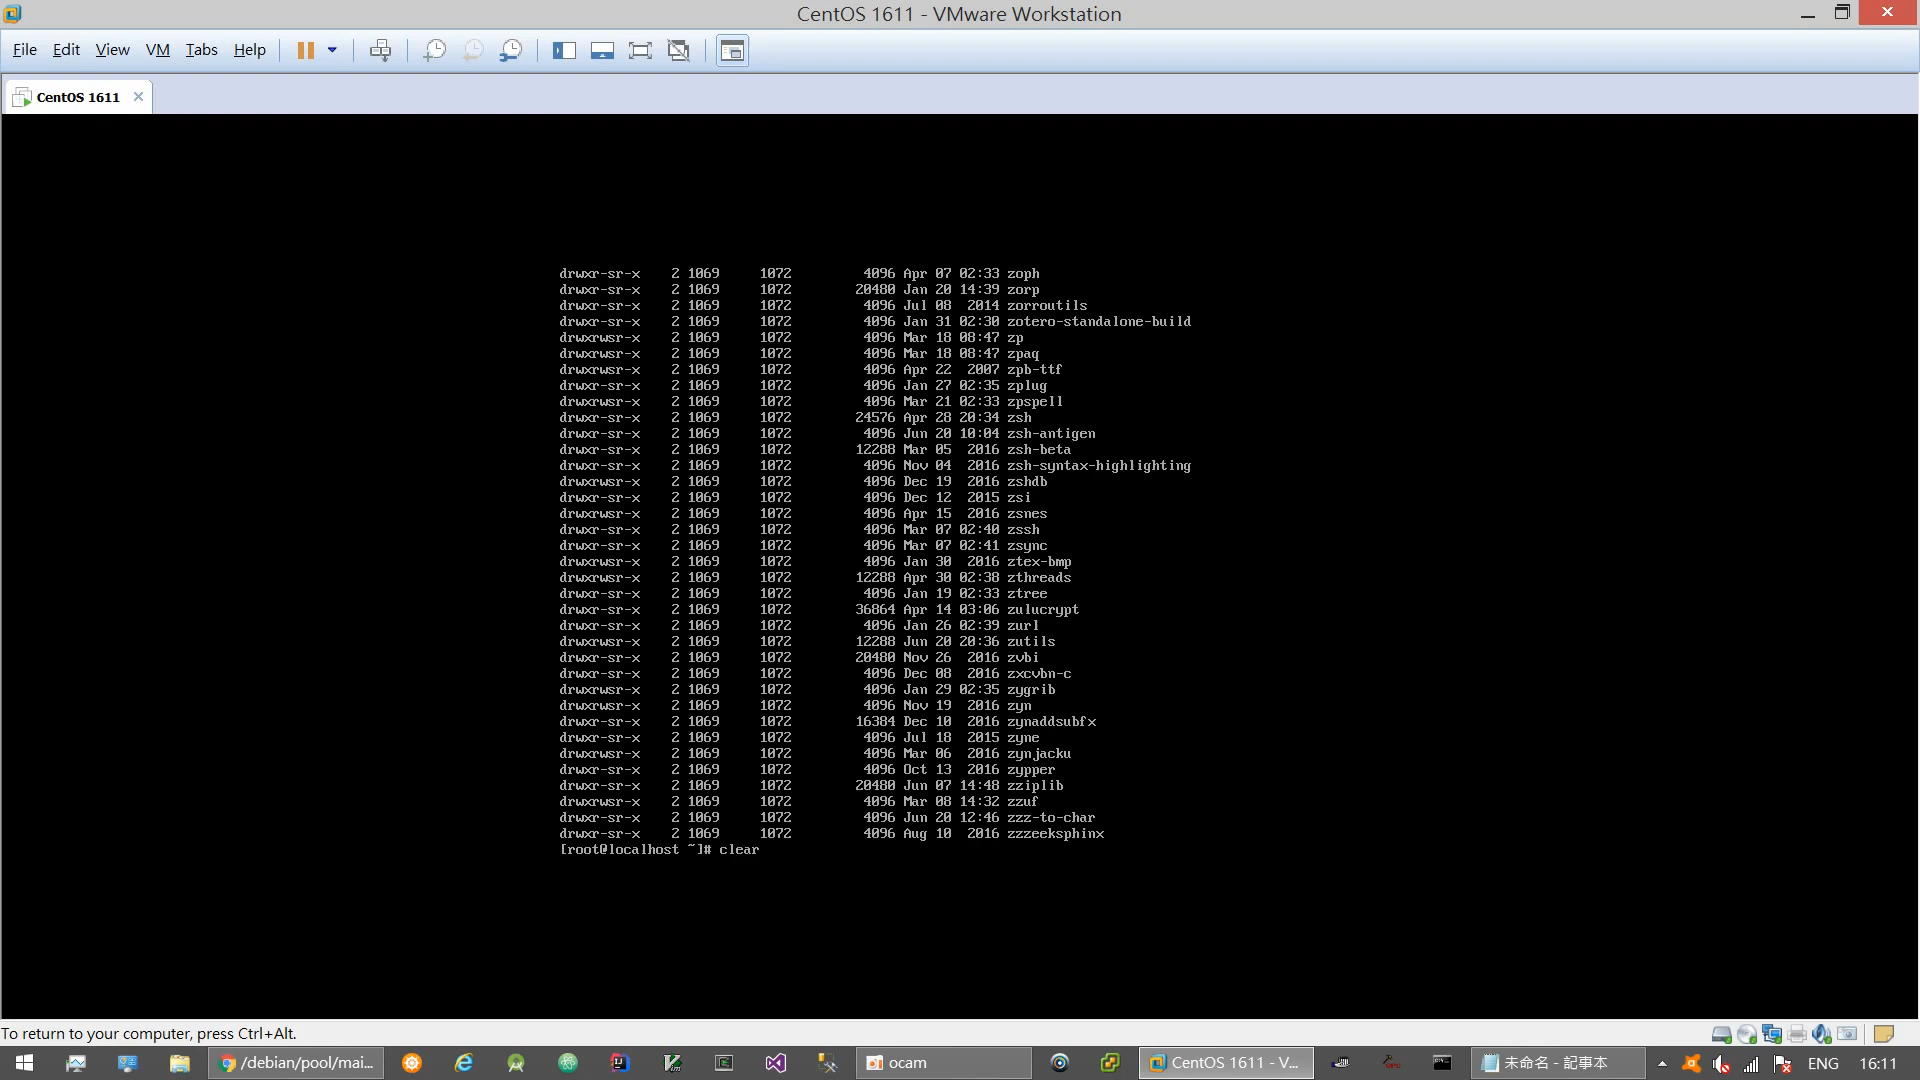 CentOS 1611 - VMware Workstation
File Edit View VM Tabs Help
CentOS 1611
drwxr-sr-x 2 1069 1072 4096 Apr 07 02:33 zoph
drwxr-sr-x 2 1069 1072 20480 Jan 20 14:39 zorp
drwxr-sr-x 2 1069 1072 4096 Jul 08 2014 zorroutils
drwxr-sr-x 2 1069 1072 4096 Jan 31 02:30 zotero-standalone-build
drwxrwsr-x 2 1069 1072 4096 Mar 18 08:47 zp
drwxrwsr-x 2 1069 1072 4096 Mar 18 08:47 zpaq
drwxrwsr-x 2 1069 1072 4096 Apr 22 2007 zpb-ttf
drwxr-sr-x 2 1069 1072 4096 Jan 27 02:35 zplug
drwxrwsr-x 2 1069 1072 4096 Mar 21 02:33 zpspell
drwxr-sr-x 2 1069 1072 24576 Apr 28 20:34 zsh
drwxr-sr-x 2 1069 1072 4096 Jun 20 10:04 zsh-antigen
drwxrwsr-x 2 1069 1072 12288 Mar 05 2016 zsh-beta
drwxr-sr-x 2 1069 1072 4096 Nov 04 2016 zsh-syntax-highlighting
drwxrwsr-x 2 1069 1072 4096 Dec 19 2016 zshdb
drwxr-sr-x 2 1069 1072 4096 Dec 12 2015 zsi
drwxrwsr-x 2 1069 1072 4096 Apr 15 2016 zsnes
drwxr-sr-x 2 1069 1072 4096 Mar 07 02:40 zssh
drwxrwsr-x 2 1069 1072 4096 Mar 07 02:41 zsync
drwxr-sr-x 2 1069 1072 4096 Jan 30 2016 ztex-bmp
drwxrwsr-x 2 1069 1072 12288 Apr 30 02:38 zthreads
drwxr-sr-x 2 1069 1072 4096 Jan 19 02:33 ztree
drwxr-sr-x 2 1069 1072 36864 Apr 14 03:06 zulucrypt
drwxr-sr-x 2 1069 1072 4096 Jan 26 02:39 zurl
drwxrwsr-x 2 1069 1072 12288 Jun 20 20:36 zutils
drwxrwsr-x 2 1069 1072 20480 Nov 26 2016 zvbi
drwxr-sr-x 2 1069 1072 4096 Dec 08 2016 zxcvbn-c
drwxr-sr-x 2 1069 1072 4096 Jan 29 02:35 zygrib
drwxrwsr-x 2 1069 1072 4096 Nov 19 2016 zyn
drwxr-sr-x 2 1069 1072 16384 Dec 10 2016 zynaddsubfx
drwxrwsr-x 2 1069 1072 4096 Jul 18 2015 zyne
drwxrwsr-x 2 1069 1072 4096 Mar 06 2016 zynjacku
drwxr-sr-x 2 1069 1072 4096 Oct 13 2016 zypper
drwxr-sr-x 2 1069 1072 20480 Jun 07 14:48 zziplib
drwxrwsr-x 2 1069 1072 4096 Mar 08 14:32 zzuf
drwxr-sr-x 2 1069 1072 4096 Jun 20 12:46 zzz-to-char
drwxr-sr-x 2 1069 1072 4096 Aug 10 2016 zzzeeksphinx
[root@localhost ~]# clear
To return to your computer, press Ctrl+Alt.
/debian/pool/mai... ocam CentOS 1611 - V... 未命名 - 記事本 ENG 16:11